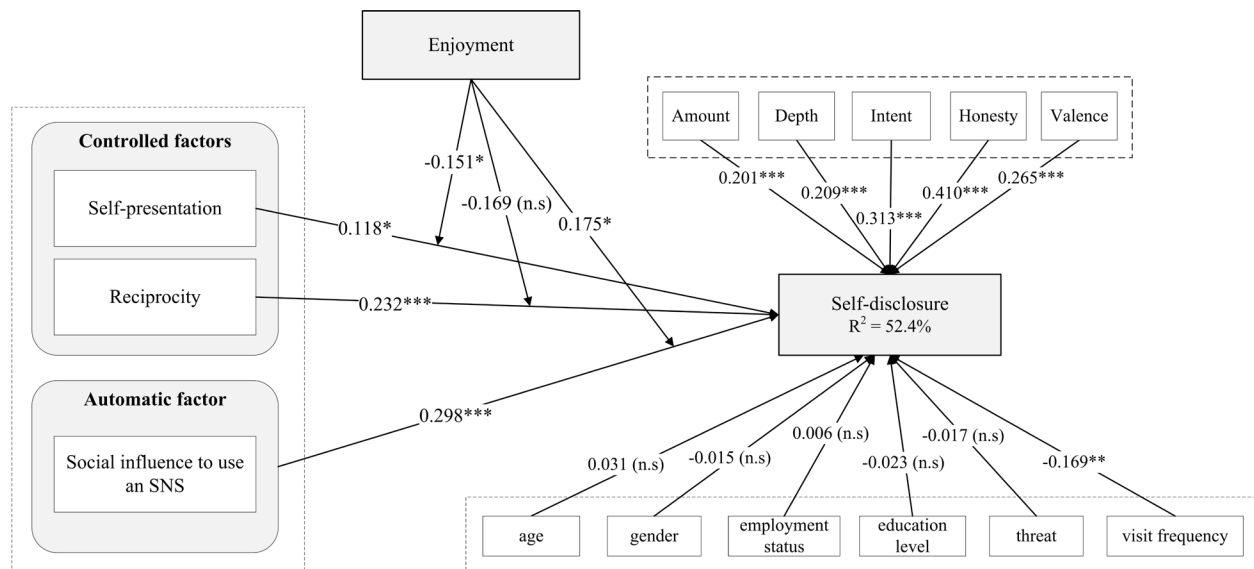 Enjoyment
Controlled factors
Self-presentation
Reciprocity
Automatic factor
Social influence to use
an SNS
-0.151*
-0.169 (n.s)
0.175*
0.118*
0.232***
0.298***
Amount
Depth
Intent
Honesty
Valence
0.201***
0.209***
0.313***
0.410***
0.265***
Self-disclosure
R² = 52.4%
0.031 (n.s)
-0.015 (n.s)
0.006 (n.s)
-0.023 (n.s)
-0.017 (n.s)
-0.169**
age
gender
employment
status
education
level
threat
visit frequency